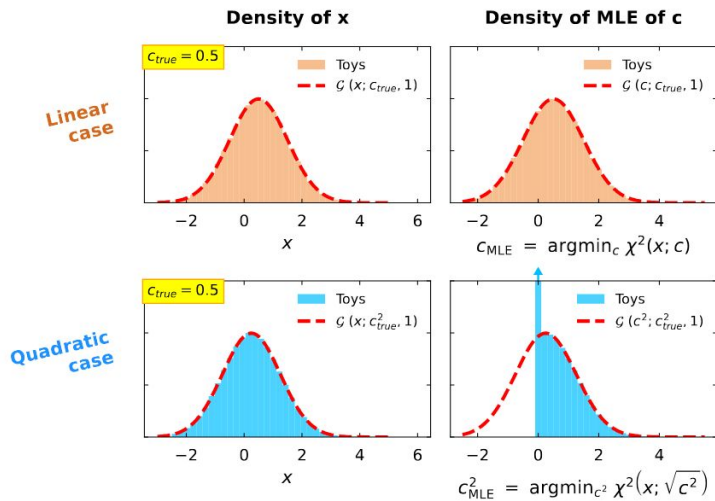 Density of x
Density of MLE of c
Linear
case
c_true = 0.5
Toys
𝒢 (x; c_true, 1)
−2 0 2 4 6
x
Toys
𝒢 (c; c_true, 1)
−2 0 2 4
c_MLE = argmin_c χ²(x; c)
Quadratic
case
c_true = 0.5
Toys
𝒢 (x; c²_true, 1)
−2 0 2 4 6
x
Toys
𝒢 (c²; c²_true, 1)
−2 0 2 4
c²_MLE = argmin_c² χ²(x; √c²)